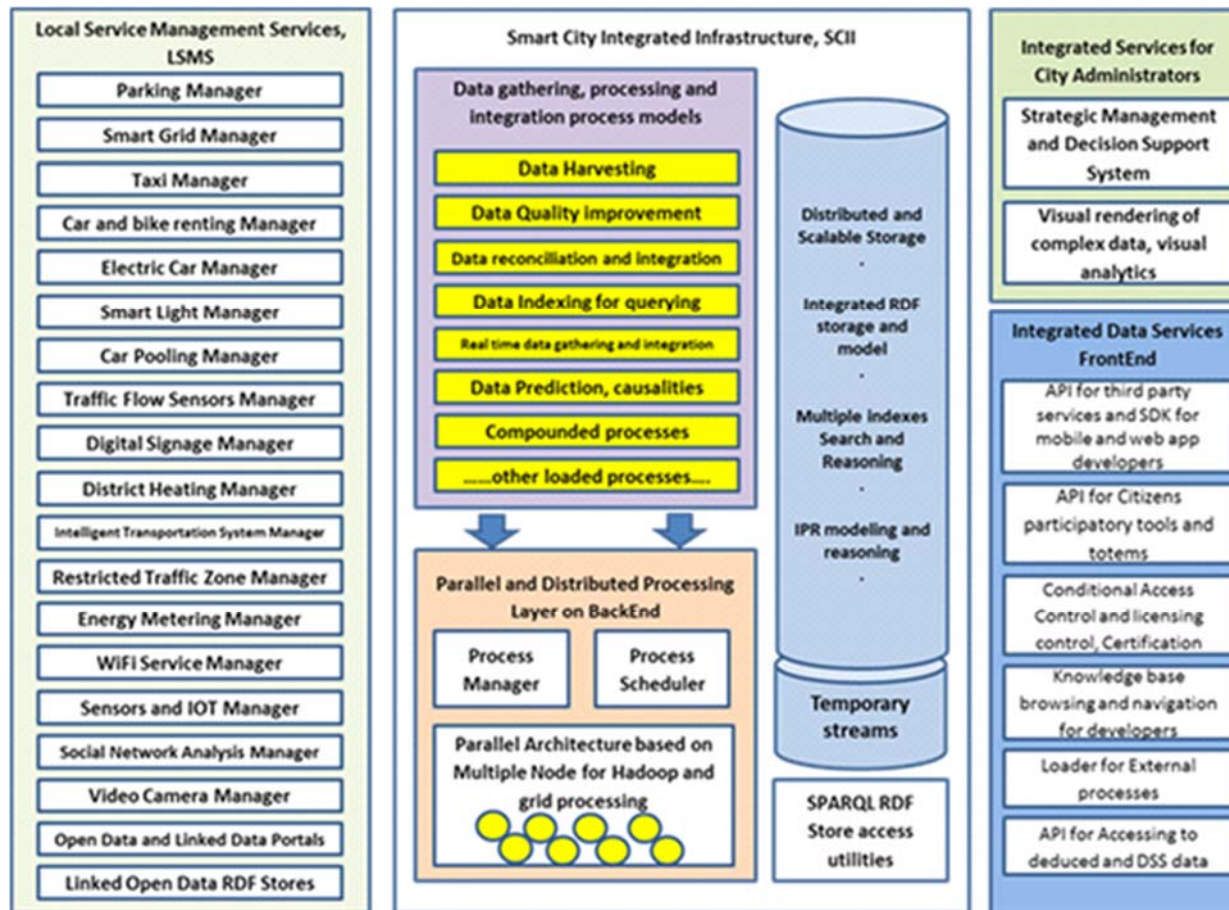 Local Service Management Services,
LSMS
Parking Manager
Smart Grid Manager
Taxi Manager
Car and bike renting Manager
Electric Car Manager
Smart Light Manager
Car Pooling Manager
Traffic Flow Sensors Manager
Digital Signage Manager
District Heating Manager
Intelligent Transportation System Manager
Restricted Traffic Zone Manager
Energy Metering Manager
WiFi Service Manager
Sensors and IOT Manager
Social Network Analysis Manager
Video Camera Manager
Open Data and Linked Data Portals
Linked Open Data RDF Stores
Smart City Integrated Infrastructure, SCII
Data gathering, processing and
integration process models
Data Harvesting
Data Quality improvement
Data reconciliation and integration
Data Indexing for querying
Real time data gathering and integration
Data Prediction, causalities
Compounded processes
......other loaded processes....
Parallel and Distributed Processing
Layer on BackEnd
Process
Manager
Process
Scheduler
Parallel Architecture based on
Multiple Node for Hadoop and
grid processing
Distributed and
Scalable Storage
.
Integrated RDF
storage and
model
.
Multiple indexes
Search and
Reasoning
.
IPR modeling and
reasoning
.
Temporary
streams
SPARQL RDF
Store access
utilities
Integrated Services for
City Administrators
Strategic Management
and Decision Support
System
Visual rendering of
complex data, visual
analytics
Integrated Data Services
FrontEnd
API for third party
services and SDK for
mobile and web app
developers
API for Citizens
participatory tools and
totems
Conditional Access
Control and licensing
control, Certification
Knowledge base
browsing and navigation
for developers
Loader for External
processes
API for Accessing to
deduced and DSS data